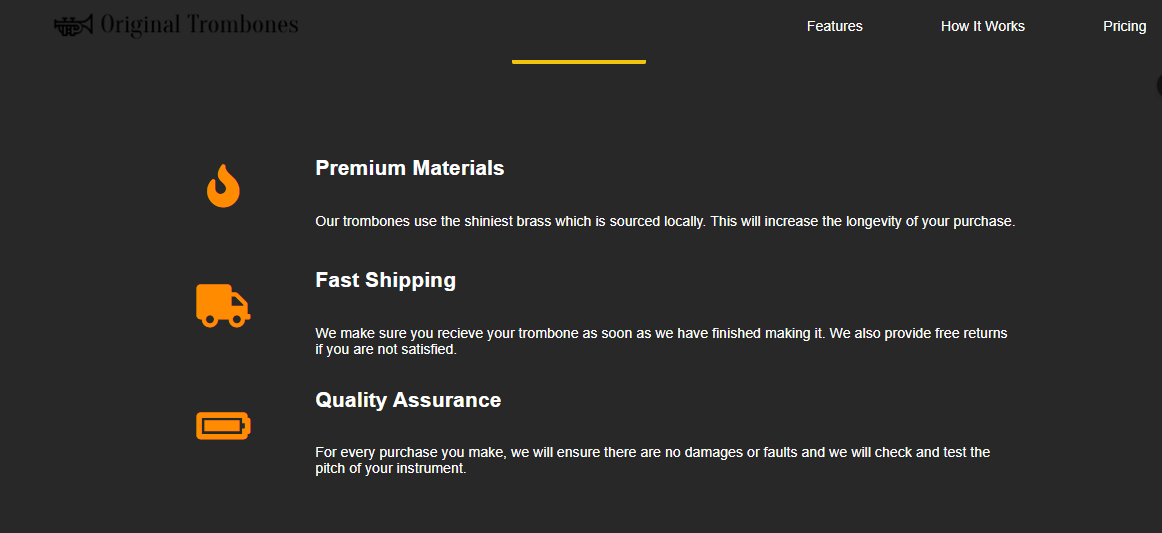 Original Trombones
Features
How It Works
Pricing
Premium Materials
Our trombones use the shiniest brass which is sourced locally. This will increase the longevity of your purchase.
Fast Shipping
We make sure you recieve your trombone as soon as we have finished making it. We also provide free returns
if you are not satisfied.
Quality Assurance
For every purchase you make, we will ensure there are no damages or faults and we will check and test the
pitch of your instrument.